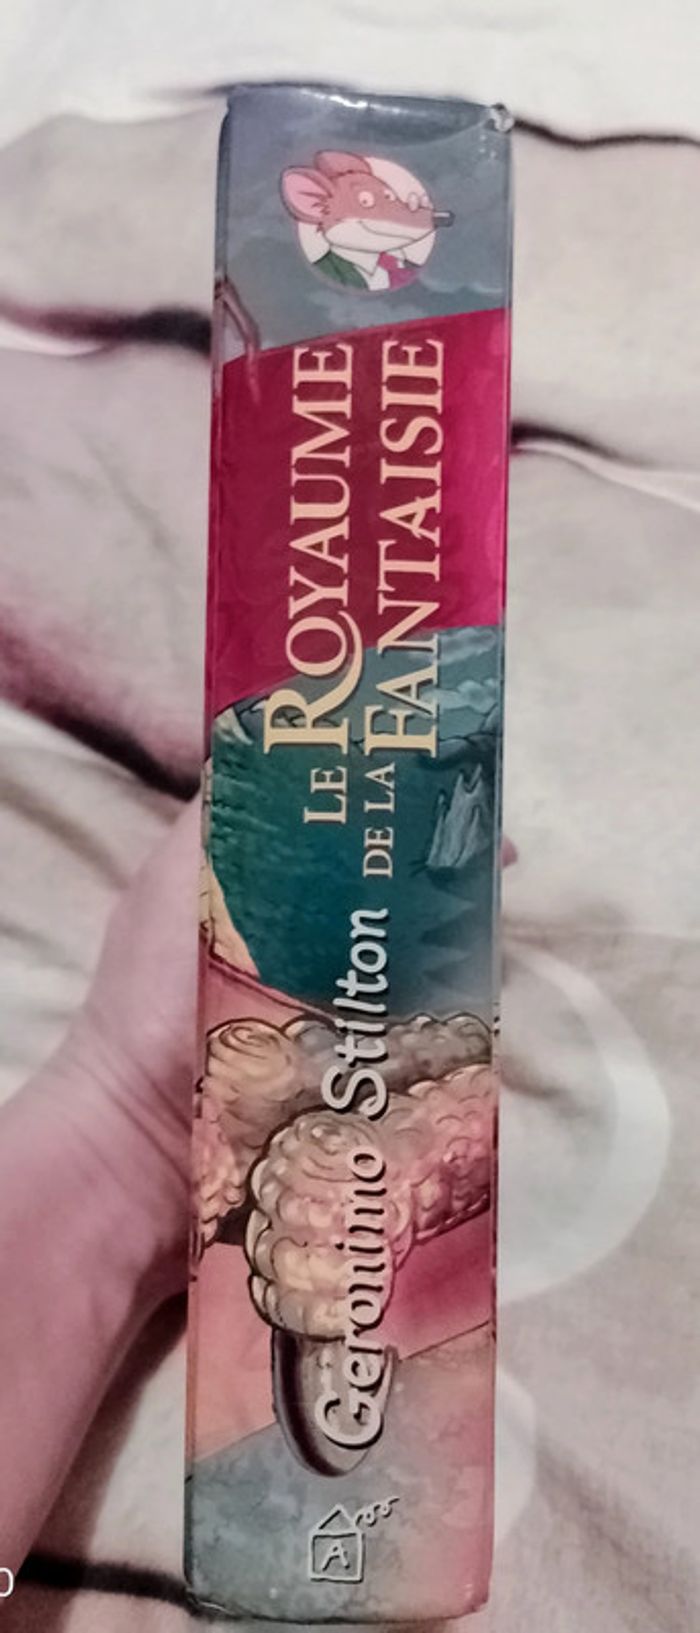 Geronimo Stilton
LE ROYAUME
DE LA FANTAISIE
A